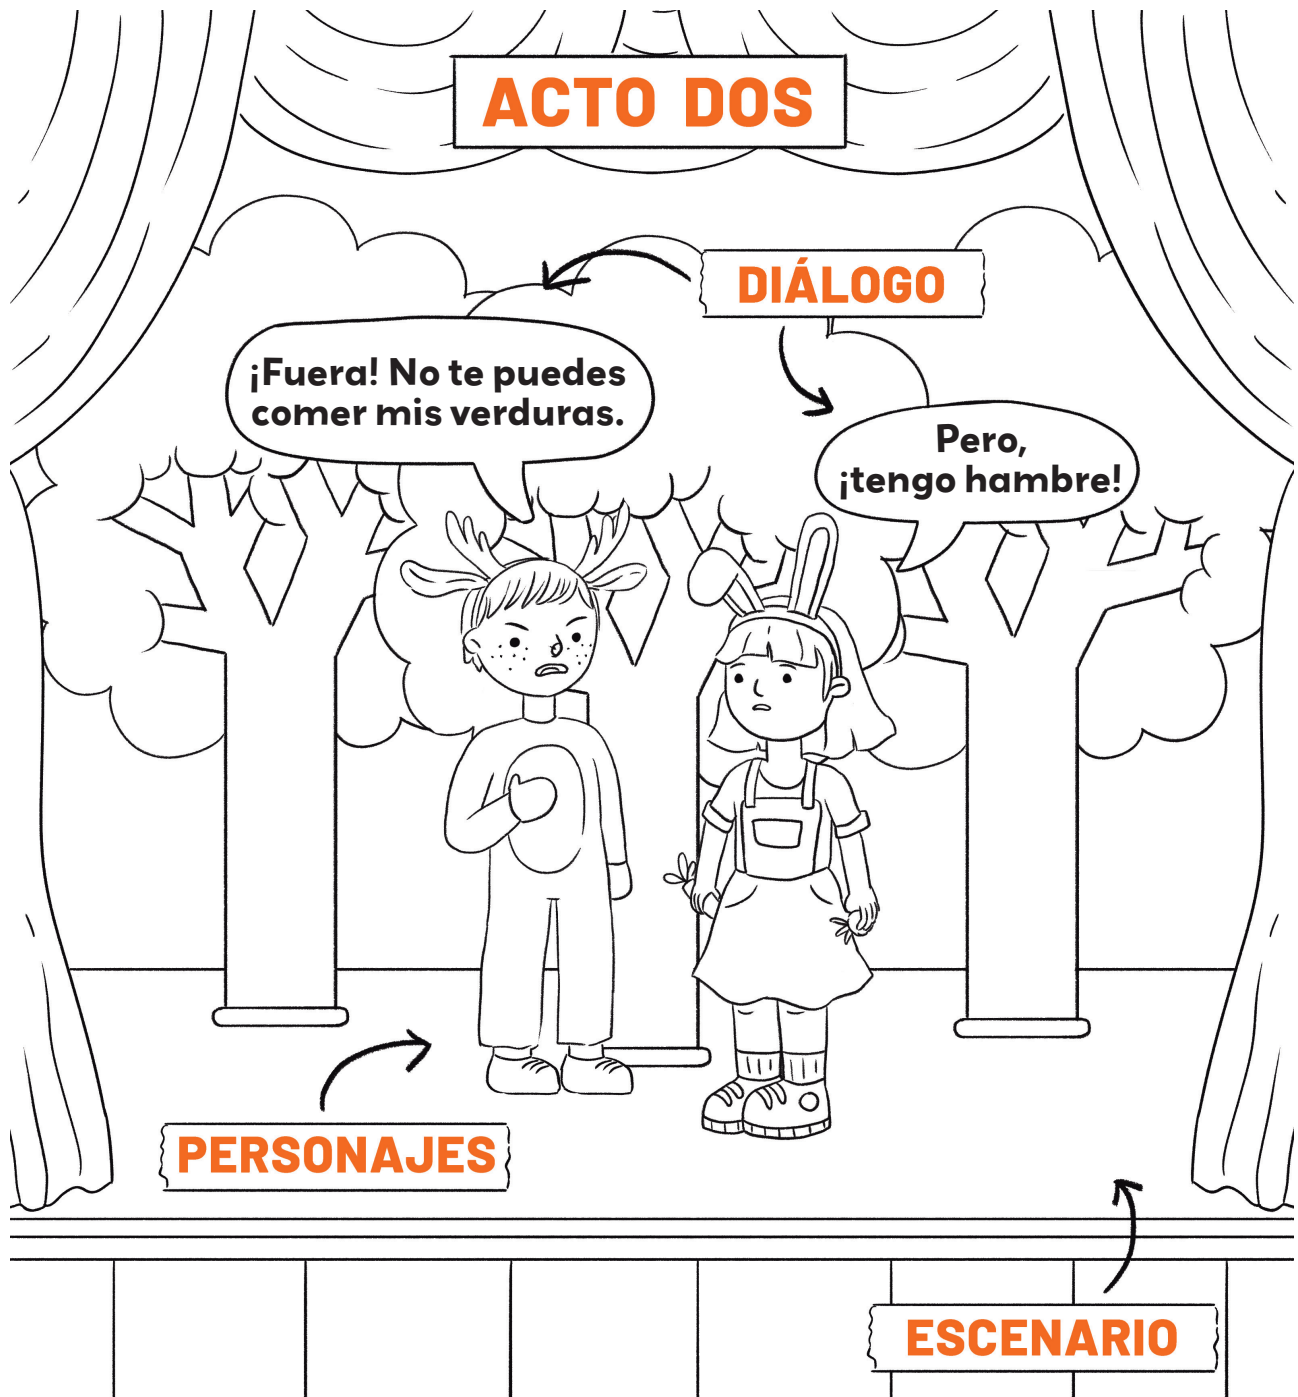 ACTO DOS
DIÁLOGO
¡Fuera! No te puedes
comer mis verduras.
Pero,
¡tengo hambre!
PERSONAJES
ESCENARIO